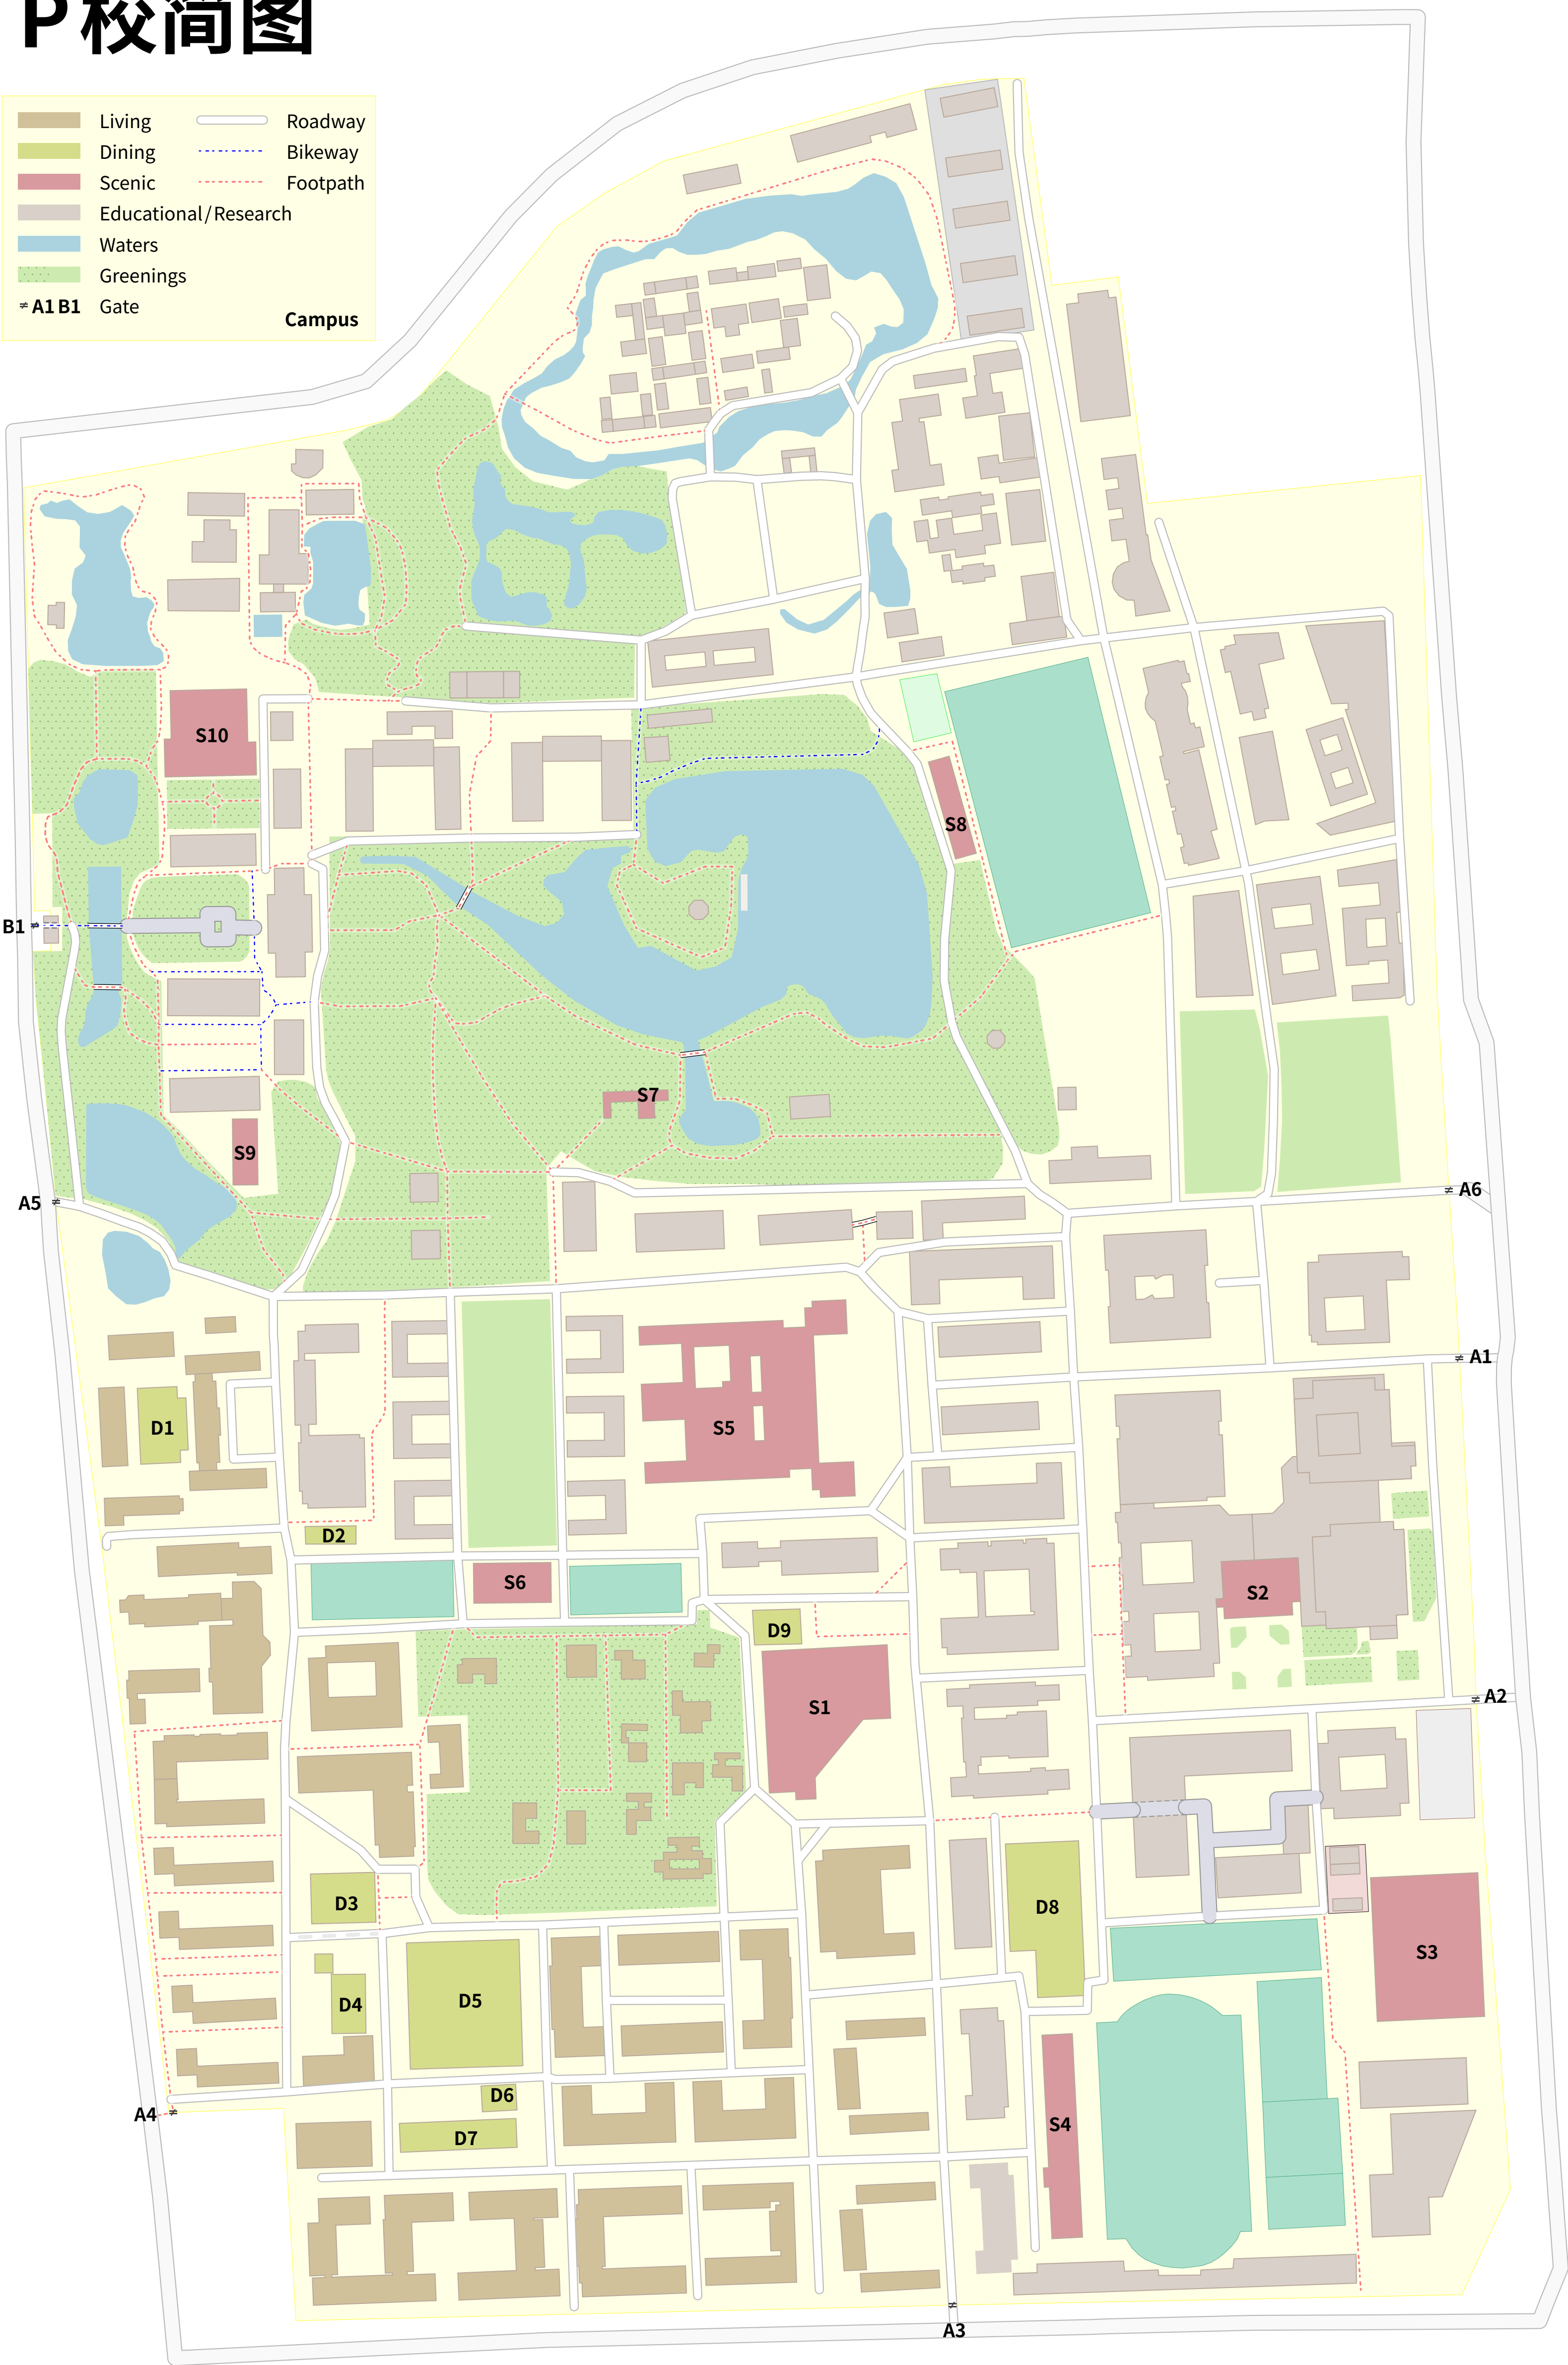 P校简图
Living
Roadway
Dining
Bikeway
Scenic
Footpath
Educational/Research
Waters
Greenings
A1 B1 Gate
Campus
S10
S8
B1
S7
S9
A5
A6
A1
D1
S5
D2
S6
S2
D9
A2
S1
D3
D8
S3
D4
D5
D6
A4
S4
D7
A3